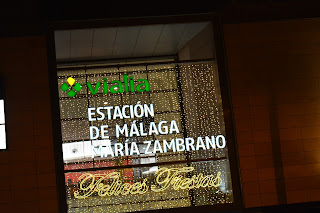 vialia
ESTACIÓN
DE MÁLAGA
MARÍA ZAMBRANO
Felices Fiestas